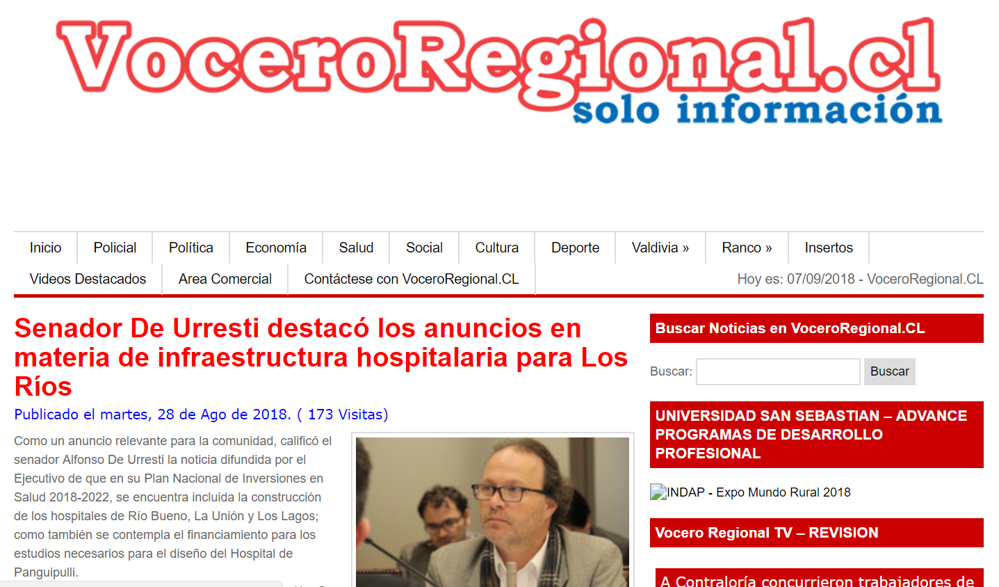 VoceroRegional.cl
solo información
Inicio
Policial
Política
Economía
Salud
Social
Cultura
Deporte
Valdivia »
Ranco »
Insertos
Videos Destacados
Area Comercial
Contáctese con VoceroRegional.CL
Hoy es: 07/09/2018 - VoceroRegional.CL
Senador De Urresti destacó los anuncios en
materia de infraestructura hospitalaria para Los
Ríos
Publicado el martes, 28 de Ago de 2018. ( 173 Visitas)
Como un anuncio relevante para la comunidad, calificó el
senador Alfonso De Urresti la noticia difundida por el
Ejecutivo de que en su Plan Nacional de Inversiones en
Salud 2018-2022, se encuentra incluida la construcción
de los hospitales de Río Bueno, La Unión y Los Lagos;
como también se contempla el financiamiento para los
estudios necesarios para el diseño del Hospital de
Panguipulli.
Buscar Noticias en VoceroRegional.CL
Buscar:
Buscar
UNIVERSIDAD SAN SEBASTIAN – ADVANCE
PROGRAMAS DE DESARROLLO
PROFESIONAL
INDAP - Expo Mundo Rural 2018
Vocero Regional TV – REVISION
A Contraloría concurrieron trabajadores de